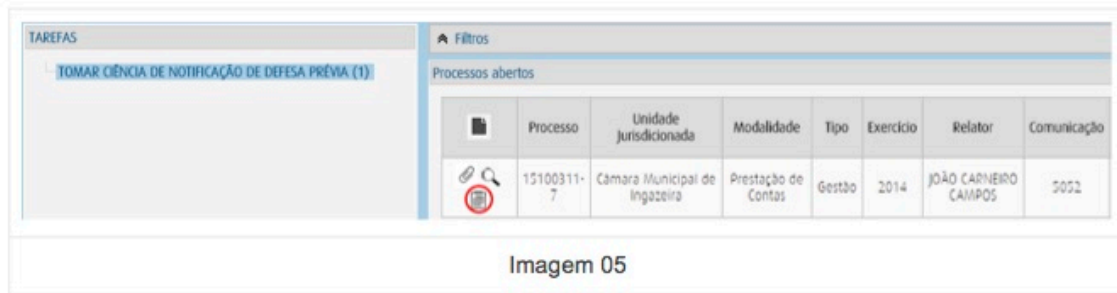 TAREFAS
TOMAR CIÊNCIA DE NOTIFICAÇÃO DE DEFESA PRÉVIA (1)
Filtros
Processos abertos
Processo
Unidade
Jurisdicionada
Modalidade
Tipo
Exercício
Relator
Comunicação
15100311-
7
Câmara Municipal de
Ingazeira
Prestação de
Contas
Gestão
2014
JOÃO CARNEIRO
CAMPOS
5052
Imagem 05